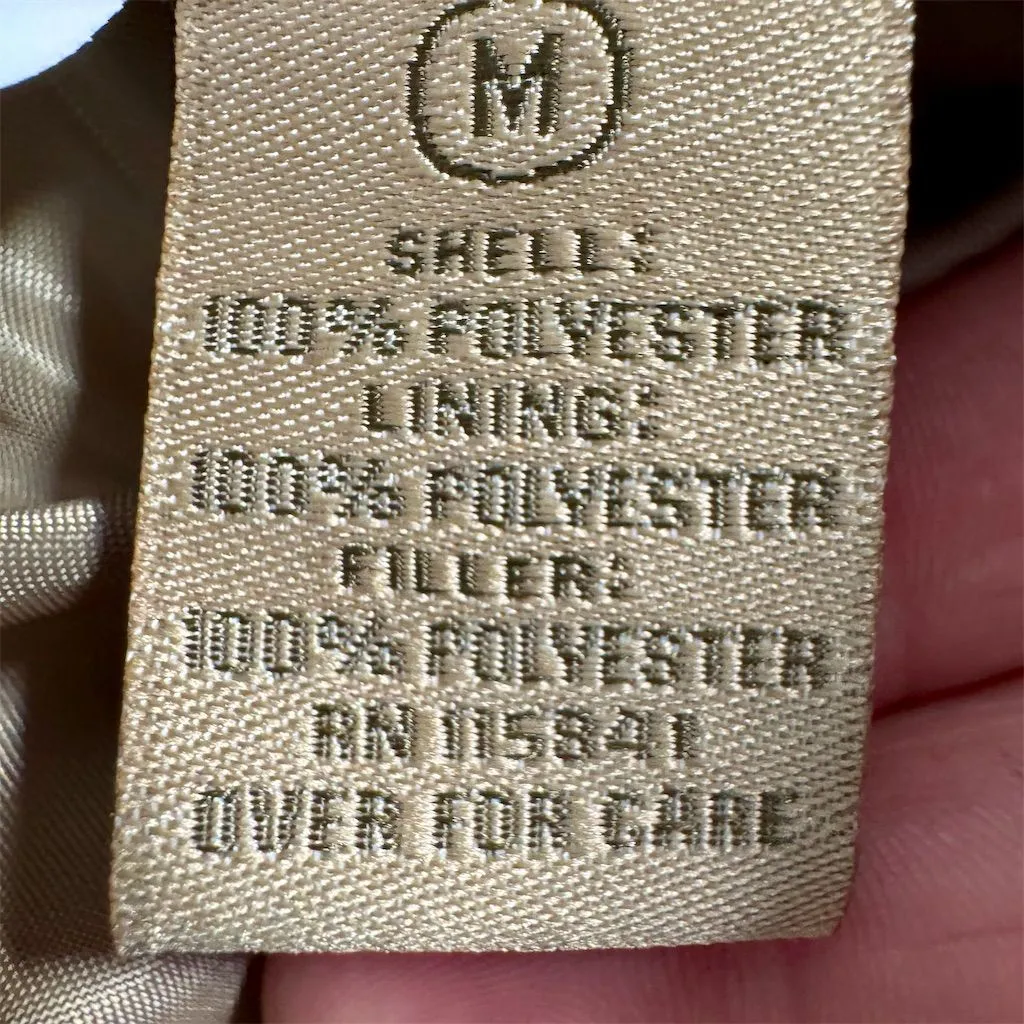 M
SHELL:
100% POLYESTER
LINING:
100% POLYESTER
FILLER:
100% POLYESTER
RN 115841
OVER FOR CARE